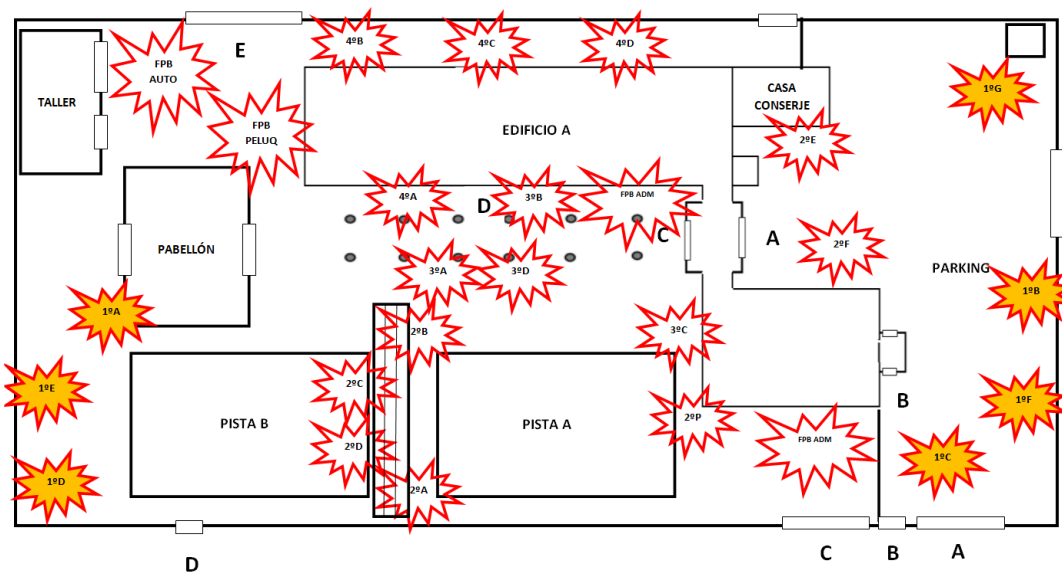 E
4ºB
4ºC
4ºD
FPB
AUTO
TALLER
CASA
CONSERJE
1ºG
FPB
PELUQ
EDIFICIO A
2ºE
4ºA
D
3ºB
FPB ADM
C
A
2ºF
PABELLÓN
3ºA
3ºD
PARKING
1ºB
1ºA
2ºB
3ºC
1ºE
2ºC
B
1ºF
PISTA B
PISTA A
2ºP
2ºD
FPB ADM
1ºC
1ºD
2ºA
D
C
B
A